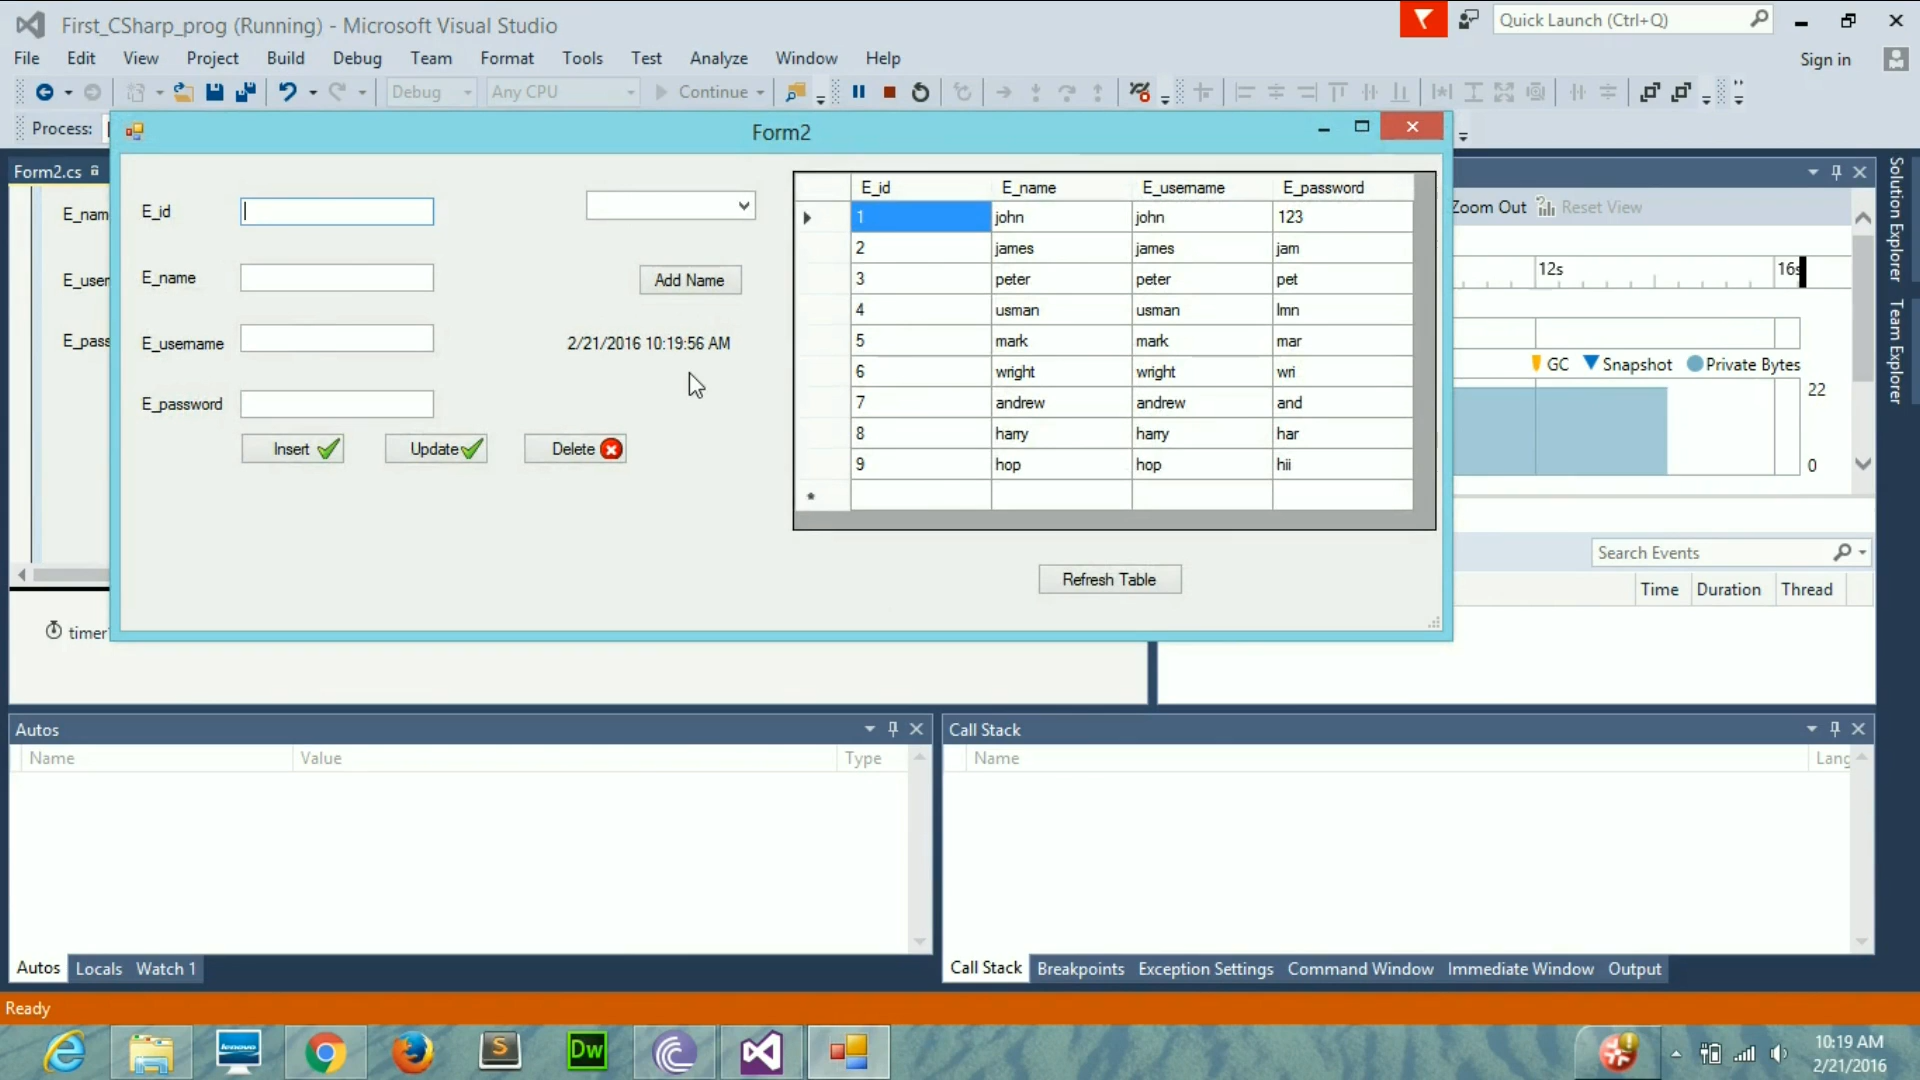 First_CSharp_prog (Running) - Microsoft Visual Studio
Quick Launch (Ctrl+Q)
File Edit View Project Build Debug Team Format Tools Test Analyze Window Help
Sign in
Debug Any CPU Continue
Process:
Form2
Form2.cs
Solution Explorer
Team Explorer
E_nam
E_user
E_pass
E_id
E_name
Add Name
E_username
2/21/2016 10:19:56 AM
E_password
Insert Update Delete
E_id E_name E_username E_password
1 john john 123
2 james james jam
3 peter peter pet
4 usman usman lmn
5 mark mark mar
6 wright wright wri
7 andrew andrew and
8 harry harry har
9 hop hop hii
*
Refresh Table
Zoom Out Reset View
12s 16s
GC Snapshot Private Bytes
22
0
Search Events
Time Duration Thread
timer
Autos
Name Value Type
Call Stack
Name Lang
Autos Locals Watch 1
Call Stack Breakpoints Exception Settings Command Window Immediate Window Output
Ready
lenovo
S
Dw
10:19 AM
2/21/2016